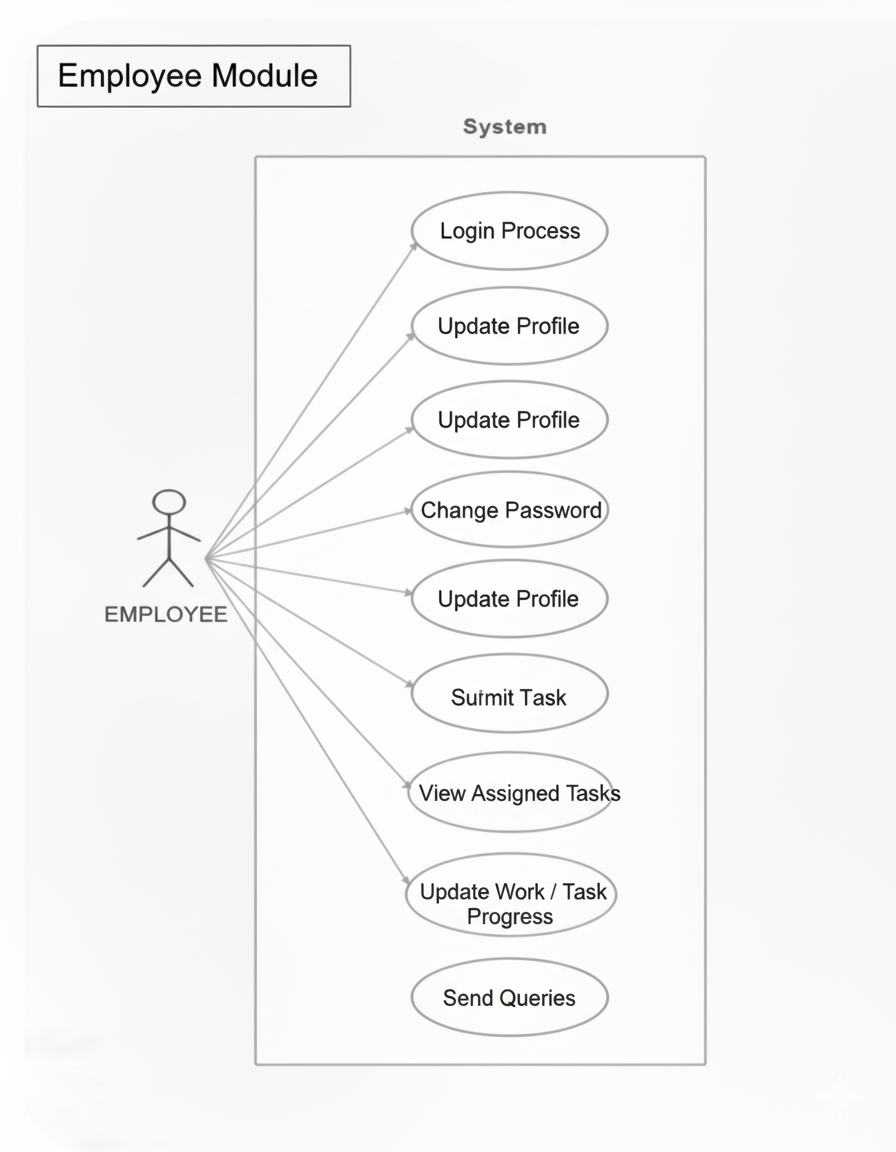 Employee Module
System
Login Process
Update Profile
Update Profile
Change Password
EMPLOYEE
Update Profile
Task
View Assigned Tasks
Update Work / Task
Progress
Send Queries